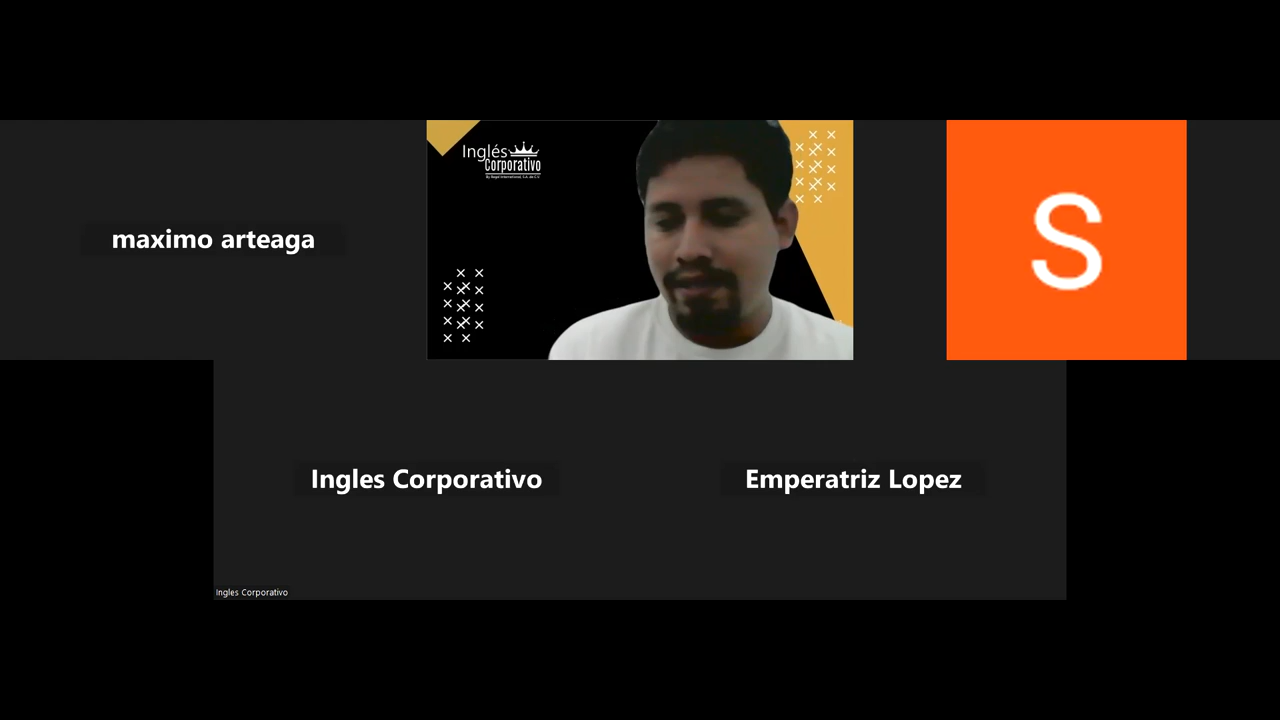 maximo arteaga
Inglés
Corporativo
S
Ingles Corporativo
Emperatriz Lopez
Ingles Corporativo